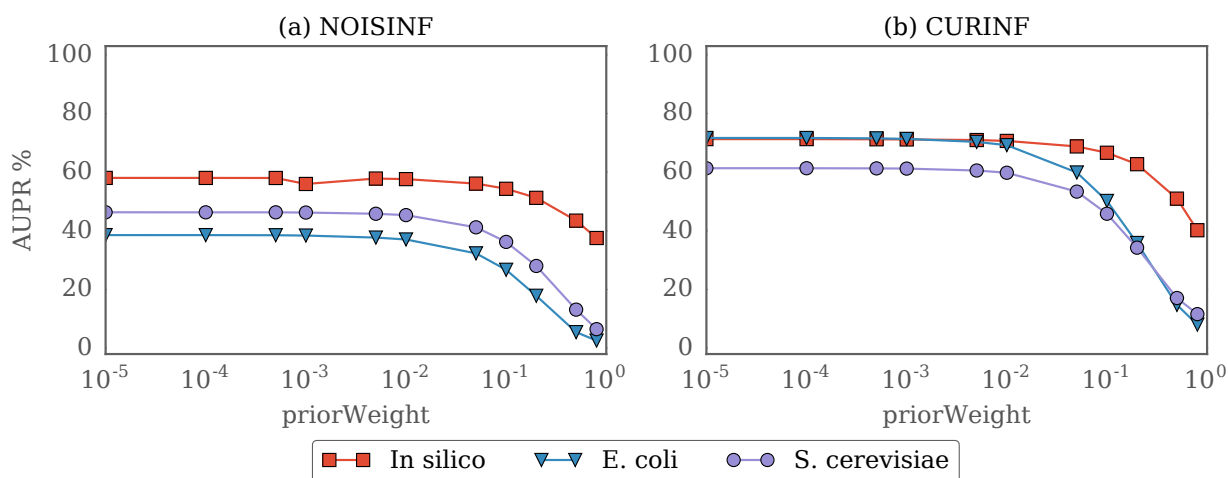 (a) NOISINF
(b) CURINF
AUPR %
100
80
60
40
20
0
10^-5 10^-4 10^-3 10^-2 10^-1 10^0
priorWeight
100
80
60
40
20
0
10^-5 10^-4 10^-3 10^-2 10^-1 10^0
priorWeight
In silico E. coli S. cerevisiae